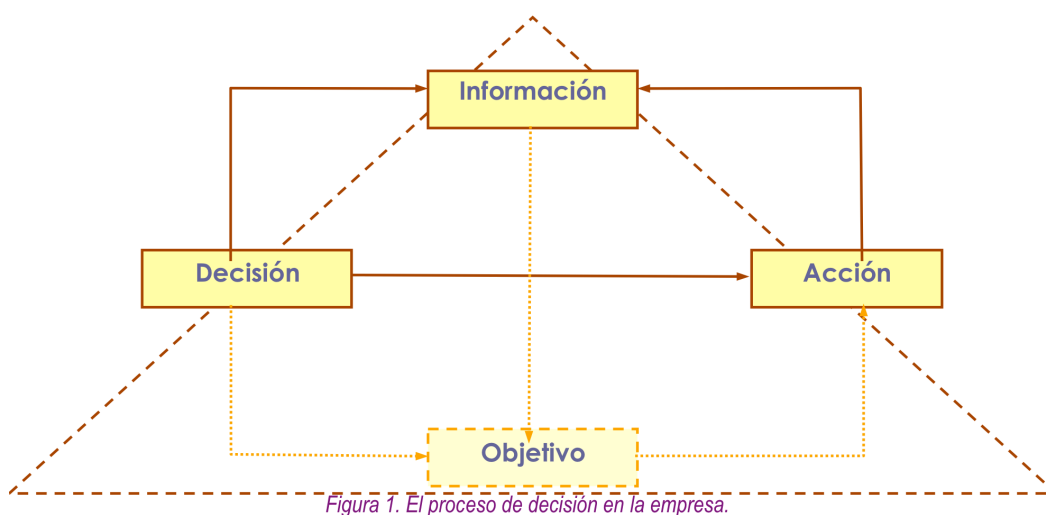 Información
Decisión
Acción
Objetivo
Figura 1. El proceso de decisión en la empresa.